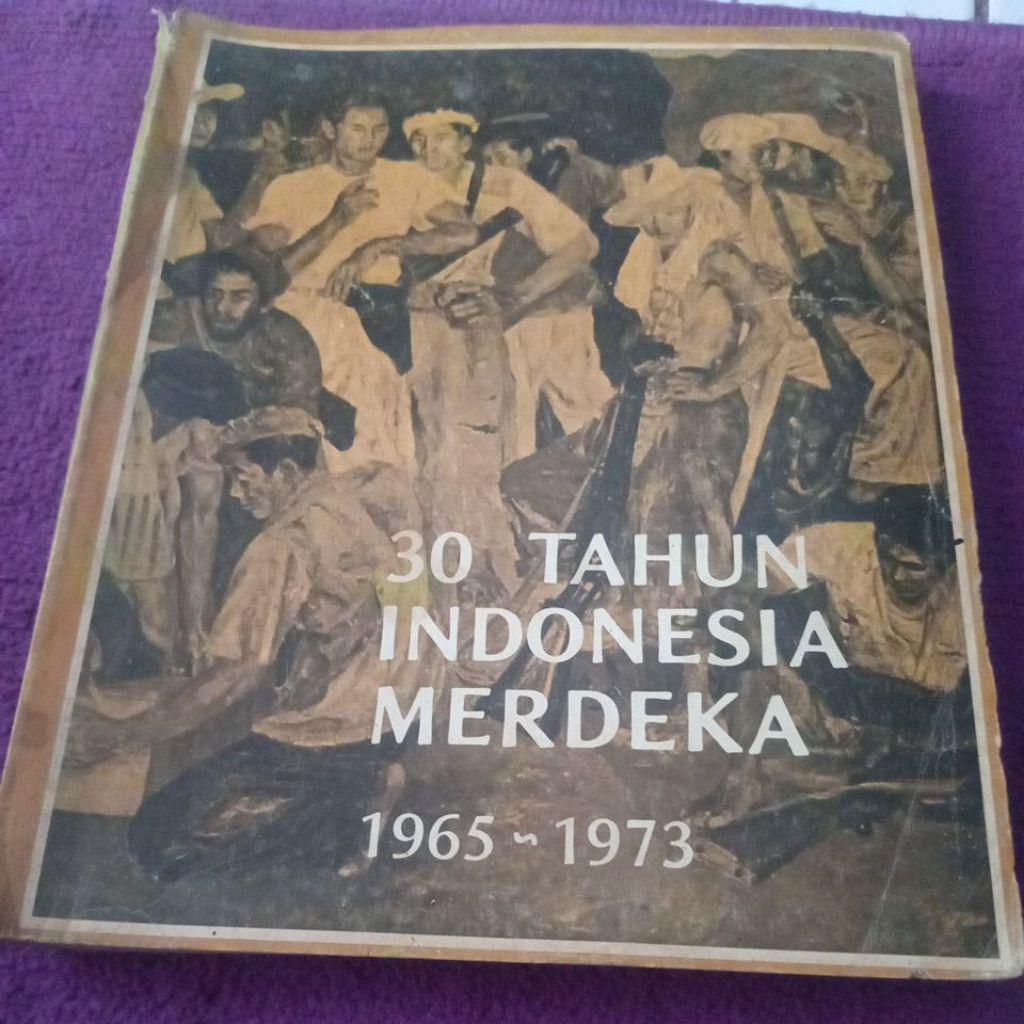 30 TAHUN
INDONESIA
MERDEKA
1965 ~ 1973